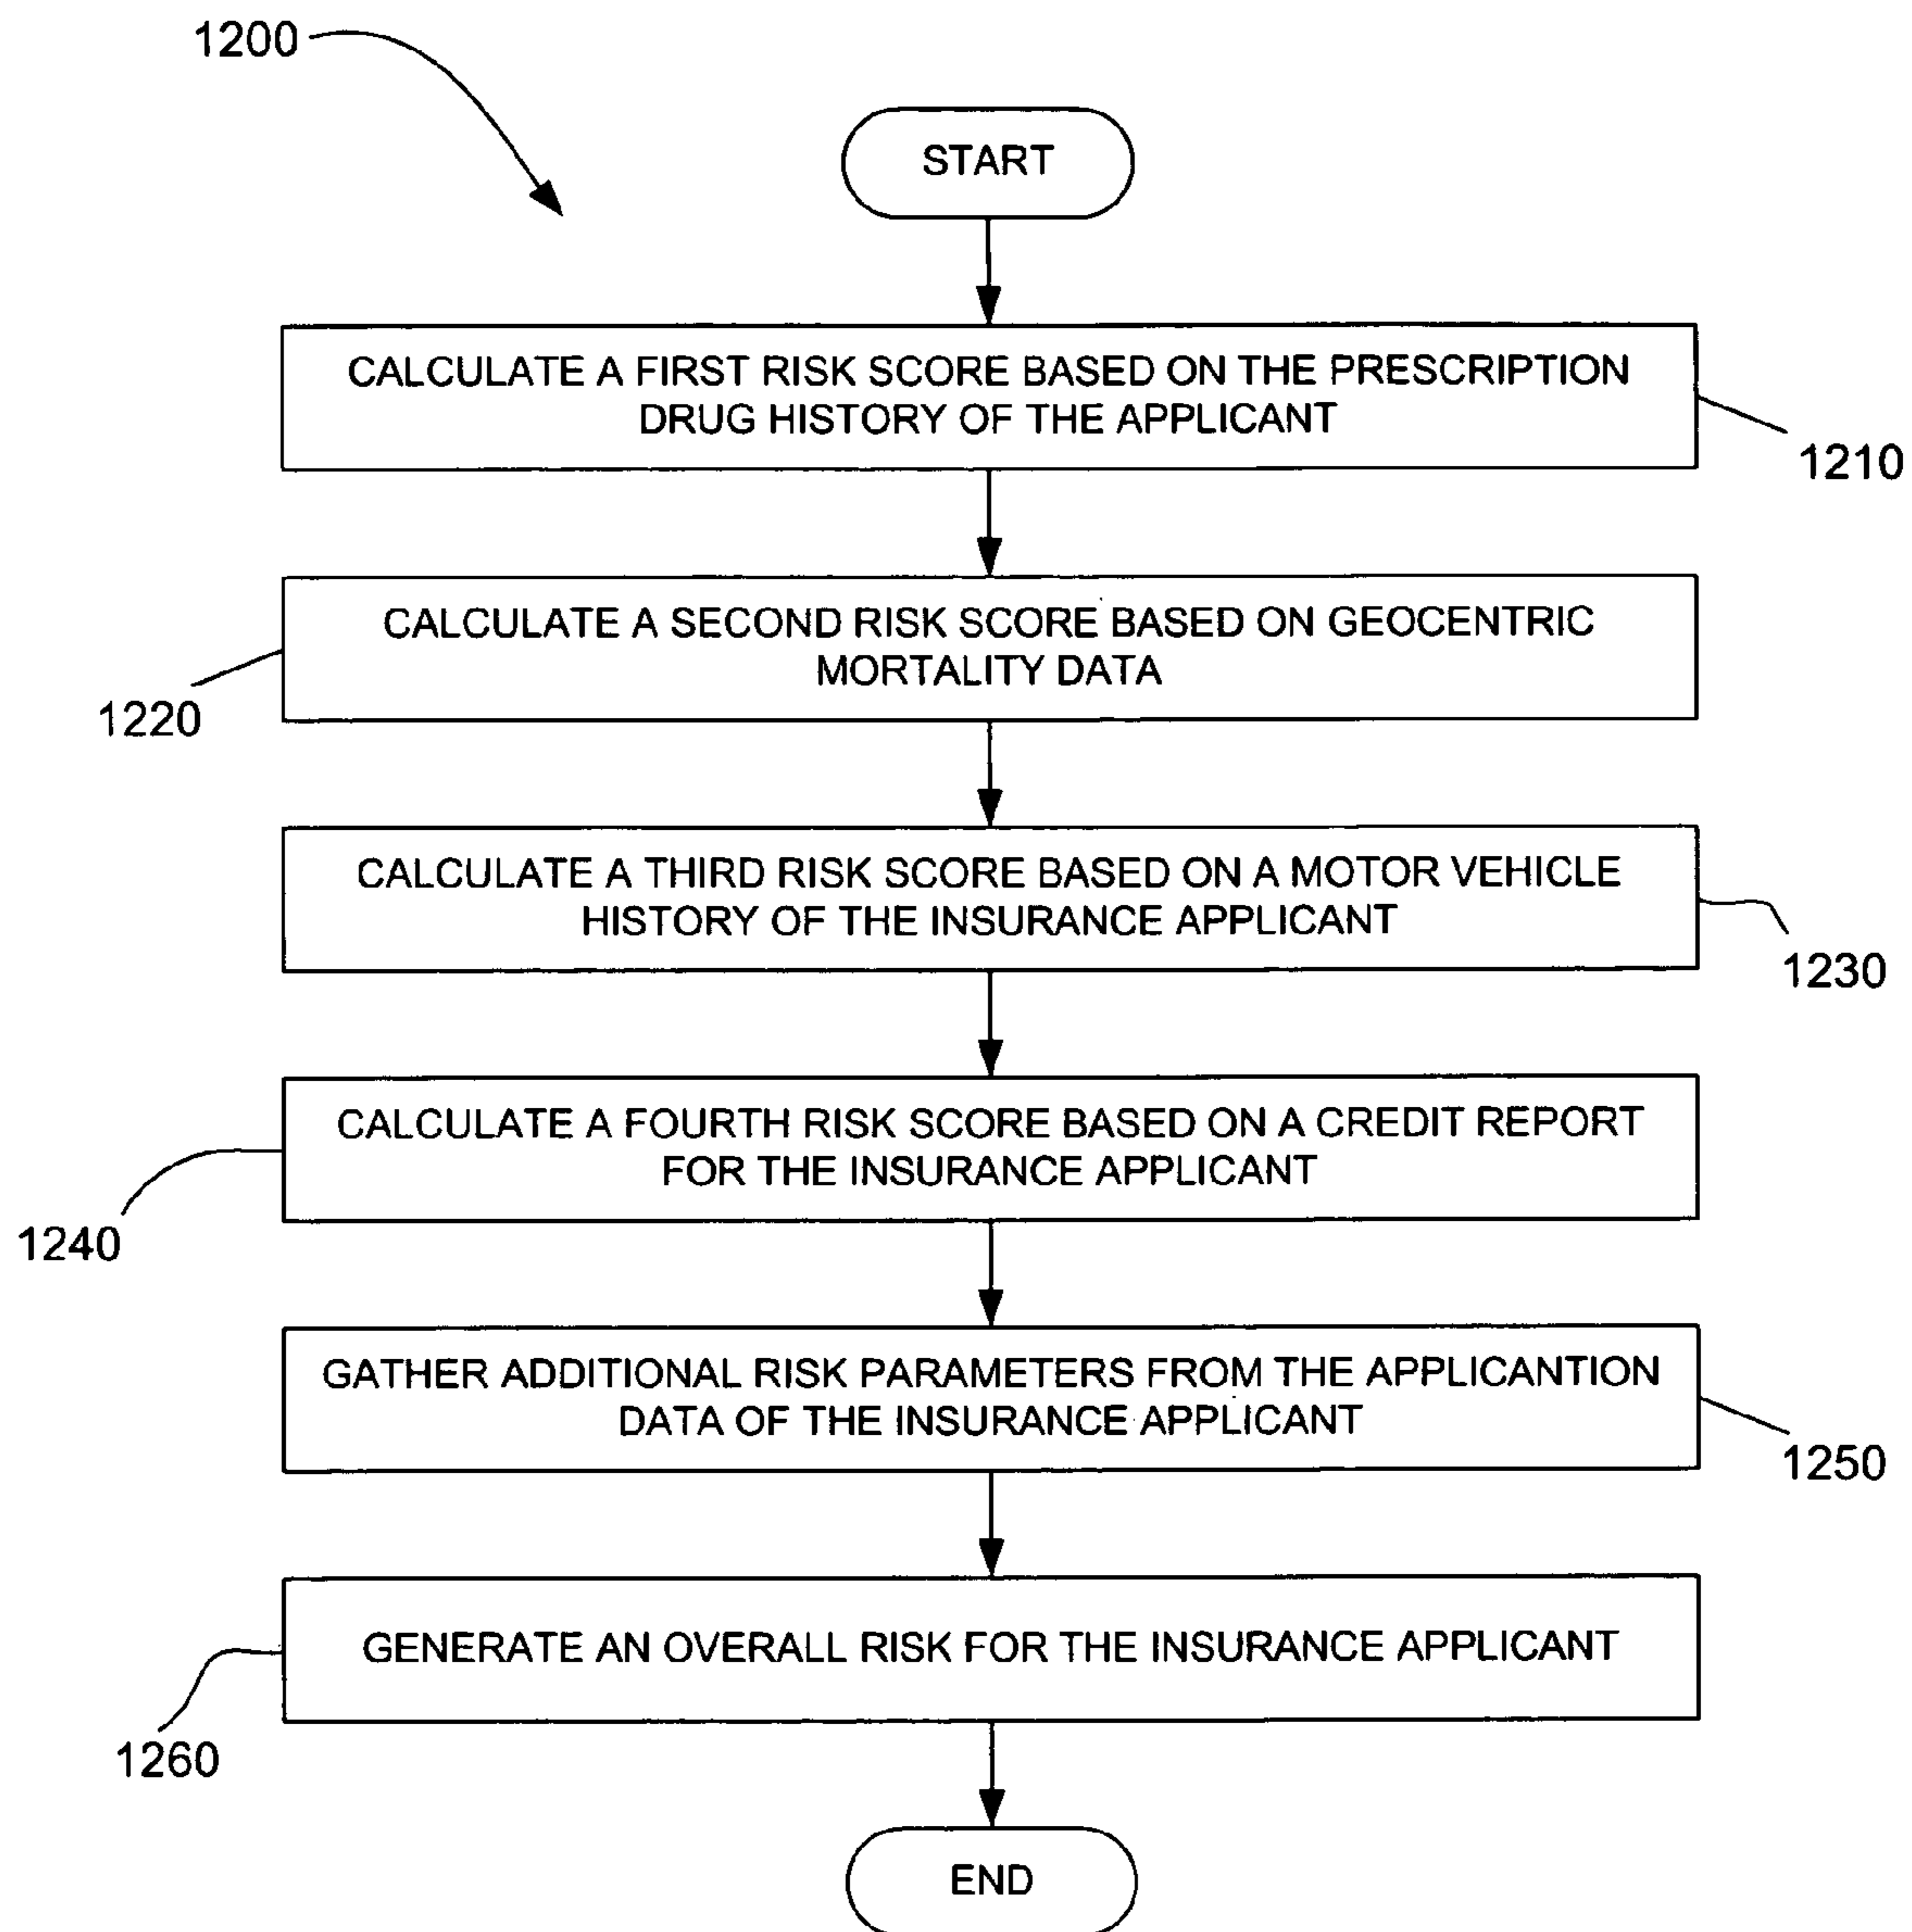 1200
START
CALCULATE A FIRST RISK SCORE BASED ON THE PRESCRIPTION
DRUG HISTORY OF THE APPLICANT
1210
CALCULATE A SECOND RISK SCORE BASED ON GEOCENTRIC
MORTALITY DATA
1220
CALCULATE A THIRD RISK SCORE BASED ON A MOTOR VEHICLE
HISTORY OF THE INSURANCE APPLICANT
1230
CALCULATE A FOURTH RISK SCORE BASED ON A CREDIT REPORT
FOR THE INSURANCE APPLICANT
1240
GATHER ADDITIONAL RISK PARAMETERS FROM THE APPLICANTION
DATA OF THE INSURANCE APPLICANT
1250
GENERATE AN OVERALL RISK FOR THE INSURANCE APPLICANT
1260
END